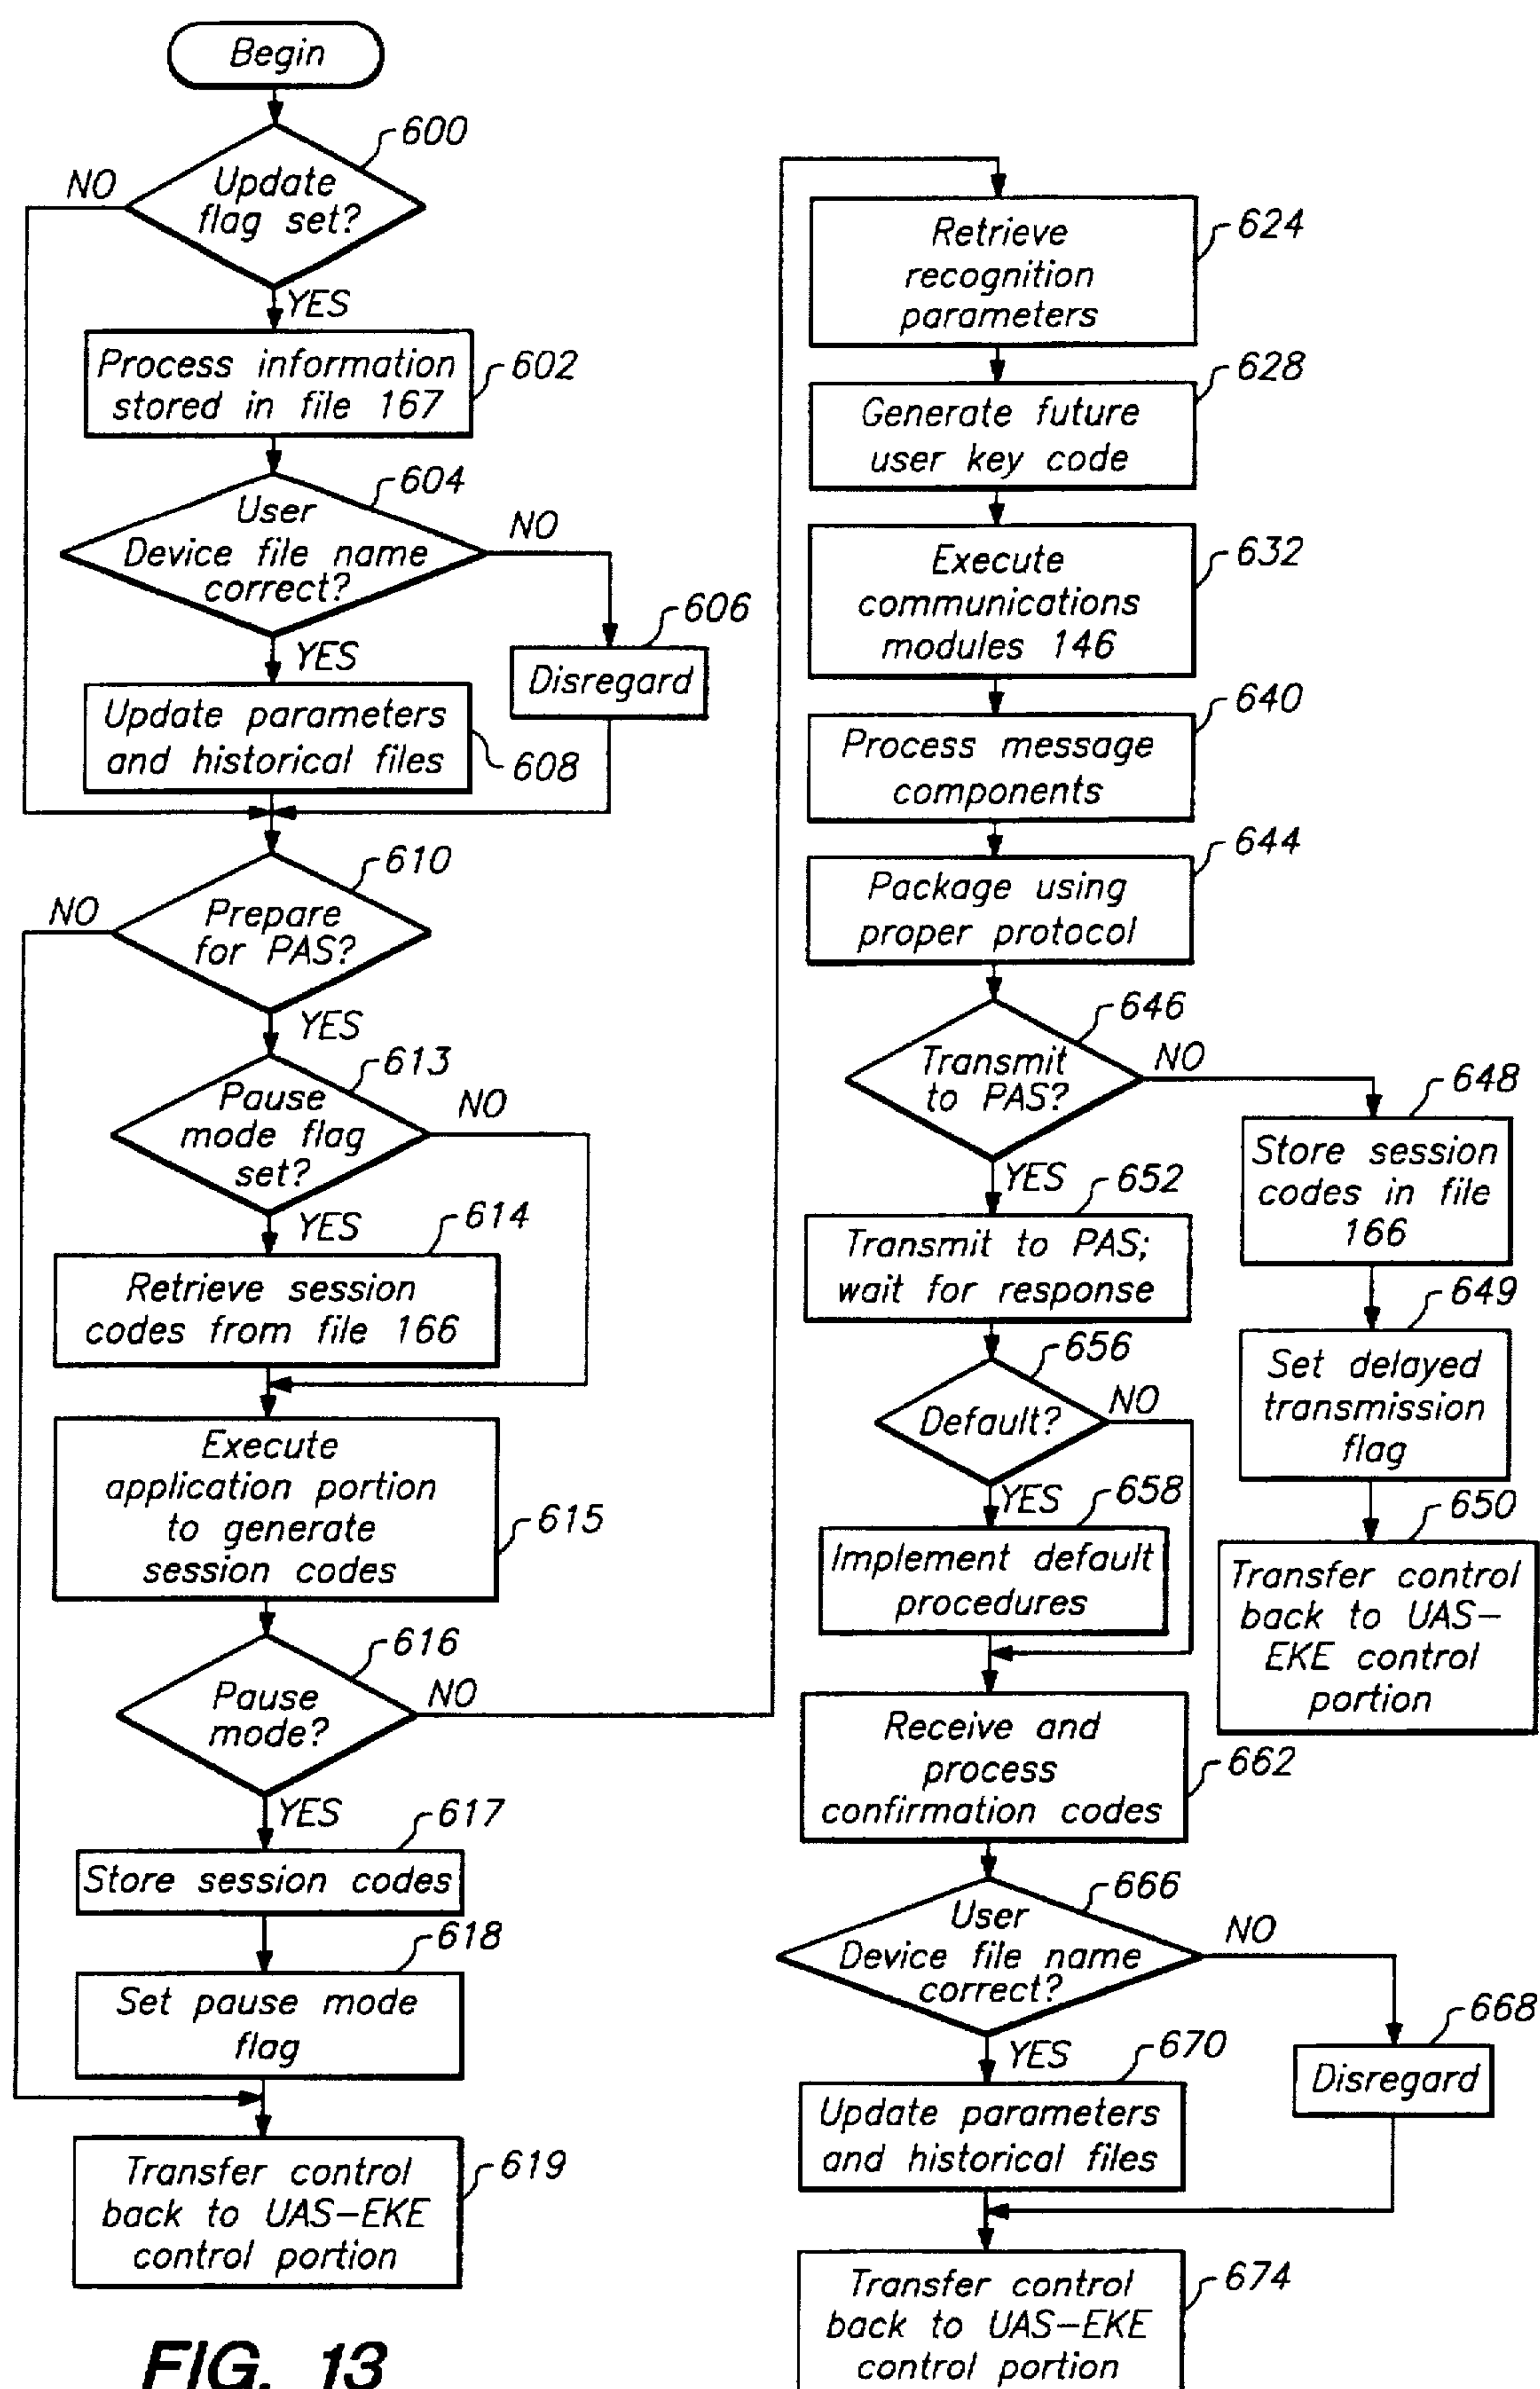 Begin
600
Update
flag set?
NO
YES
Process information
stored in file 167
602
604
User
Device file name
correct?
NO
YES
606
Disregard
Update parameters
and historical files
608
610
Prepare
for PAS?
NO
YES
613
Pause
mode flag
set?
NO
YES
614
Retrieve session
codes from file 166
Execute
application portion
to generate
session codes
615
616
Pause
mode?
NO
YES
617
Store session codes
618
Set pause mode
flag
Transfer control
back to UAS-EKE
control portion
619
FIG. 13
Retrieve
recognition
parameters
624
628
Generate future
user key code
Execute
communications
modules 146
632
640
Process message
components
644
Package using
proper protocol
646
Transmit
to PAS?
NO
YES
648
Store session
codes in file
166
649
Set delayed
transmission
flag
650
Transfer control
back to UAS-
EKE control
portion
652
Transmit to PAS;
wait for response
656
Default?
NO
YES
658
Implement default
procedures
Receive and
process
confirmation codes
662
666
User
Device file name
correct?
NO
YES
668
Disregard
670
Update parameters
and historical files
Transfer control
back to UAS-EKE
control portion
674